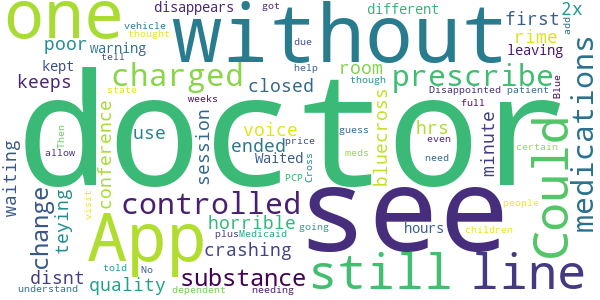 one
disappears
got
different
first
2x
vehicle
thought
without
poor
warning
tell
due
rime
add
kept
help
room
leaving
keeps
charged
though
prescribe
state
closed
Disappointed
patient
Blue
weeks
full
doctor
conference
use
session
voice
hrs
minute
medications
Then
allow
ended
price
guess
even
certain
Waited
Cross
meds
bluecross
need
could
waiting
PCP
controlled
see
people
visit
change
teying
App
horrible
going
children
plus
Medicaid
hours
crashing
told
No
still
line
disnt
substance
understand
quality
dependent
needing